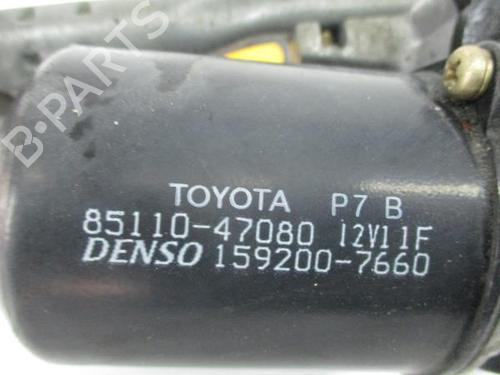 B-PARTS
TOYOTA P7 B
85110-47080 12V11F
DENSO 159200-7660